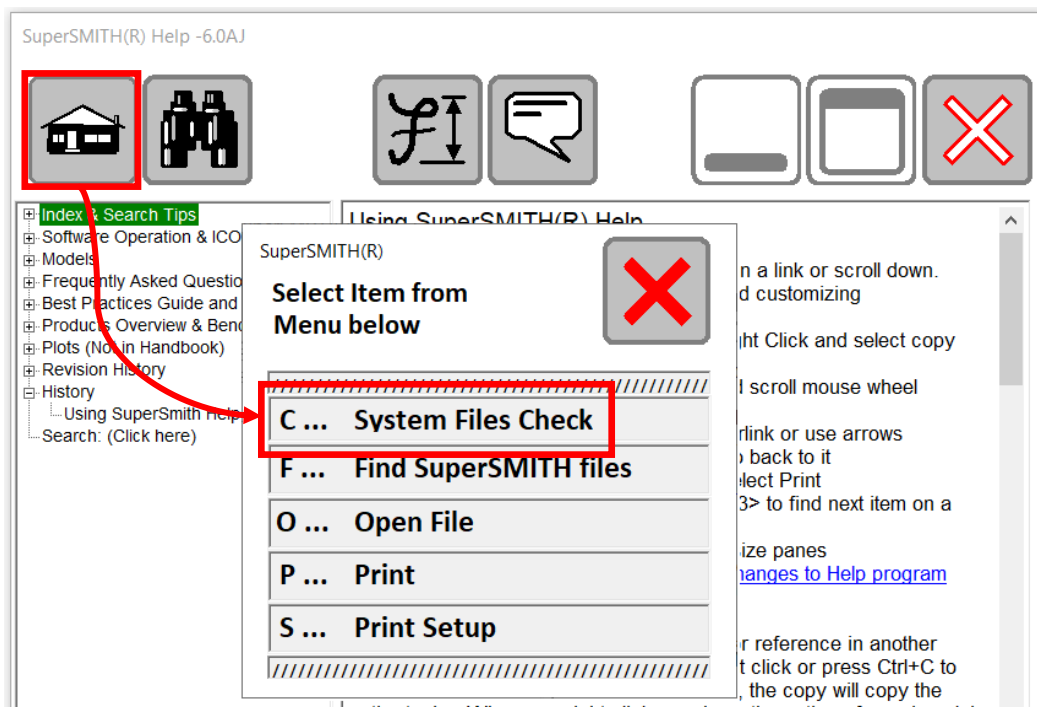 SuperSMITH(R) Help -6.0AJ
Index & Search Tips
Software Operation & ICO
Models
Frequently Asked Questio
Best Practices Guide and
Products Overview & Ben
Plots (Not in Handbook)
Revision History
History
Using SuperSmith Help
Search: (Click here)
Using SuperSMITH(R) Help
SuperSMITH(R)
Select Item from
Menu below
C ... System Files Check
F ... Find SuperSMITH files
O ... Open File
P ... Print
S ... Print Setup
n a link or scroll down.
d customizing
ht Click and select copy
scroll mouse wheel
rlink or use arrows
back to it
elect Print
3> to find next item on a
size panes
hanges to Help program
or reference in another
t click or press Ctrl+C to
, the copy will copy the